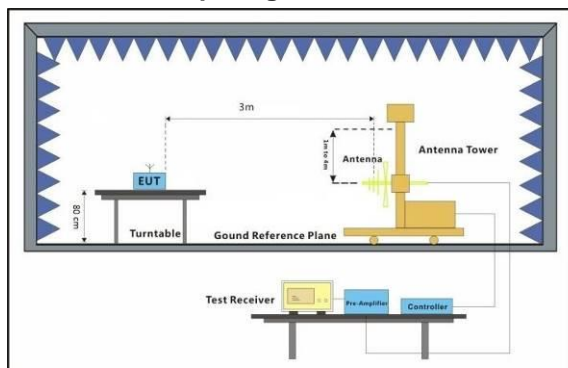 3m
1m to 4m
Antenna
Antenna Tower
EUT
80 cm
Turntable
Gound Reference Plane
Test Receiver
Pre-Amplifier
Controller